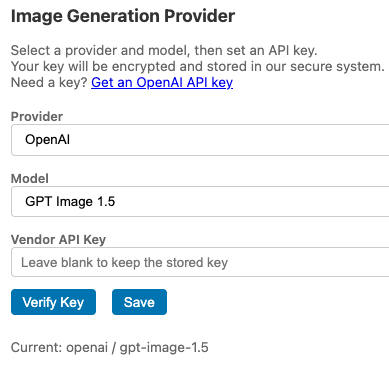 Image Generation Provider
Select a provider and model, then set an API key.
Your key will be encrypted and stored in our secure system.
Need a key? Get an OpenAI API key
Provider
OpenAI
Model
GPT Image 1.5
Vendor API Key
Leave blank to keep the stored key
Verify Key Save
Current: openai / gpt-image-1.5